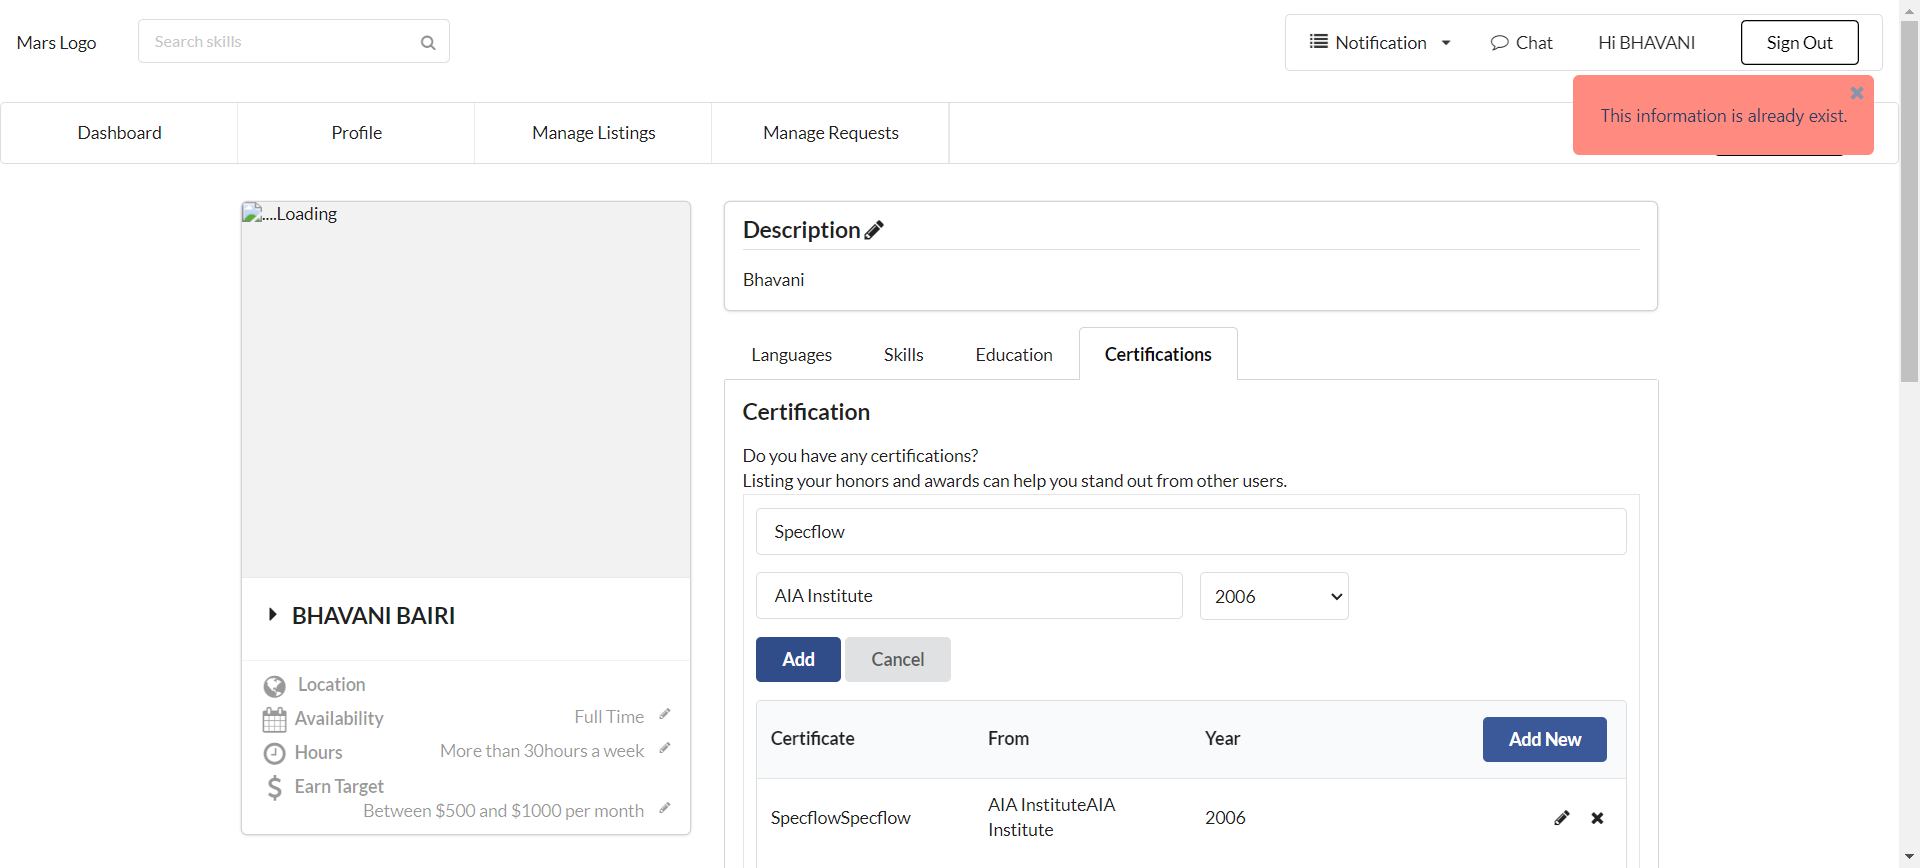 Mars Logo
Search skills
Notification
Chat
Hi BHAVANI
Sign Out
This information is already exist.
Dashboard
Profile
Manage Listings
Manage Requests
....Loading
BHAVANI BAIRI
Location
Availability
Full Time
Hours
More than 30hours a week
Earn Target
Between $500 and $1000 per month
Description
Bhavani
Languages
Skills
Education
Certifications
Certification
Do you have any certifications?
Listing your honors and awards can help you stand out from other users.
Specflow
AIA Institute
2006
Add
Cancel
Certificate
From
Year
Add New
SpecflowSpecflow
AIA InstituteAIA
Institute
2006